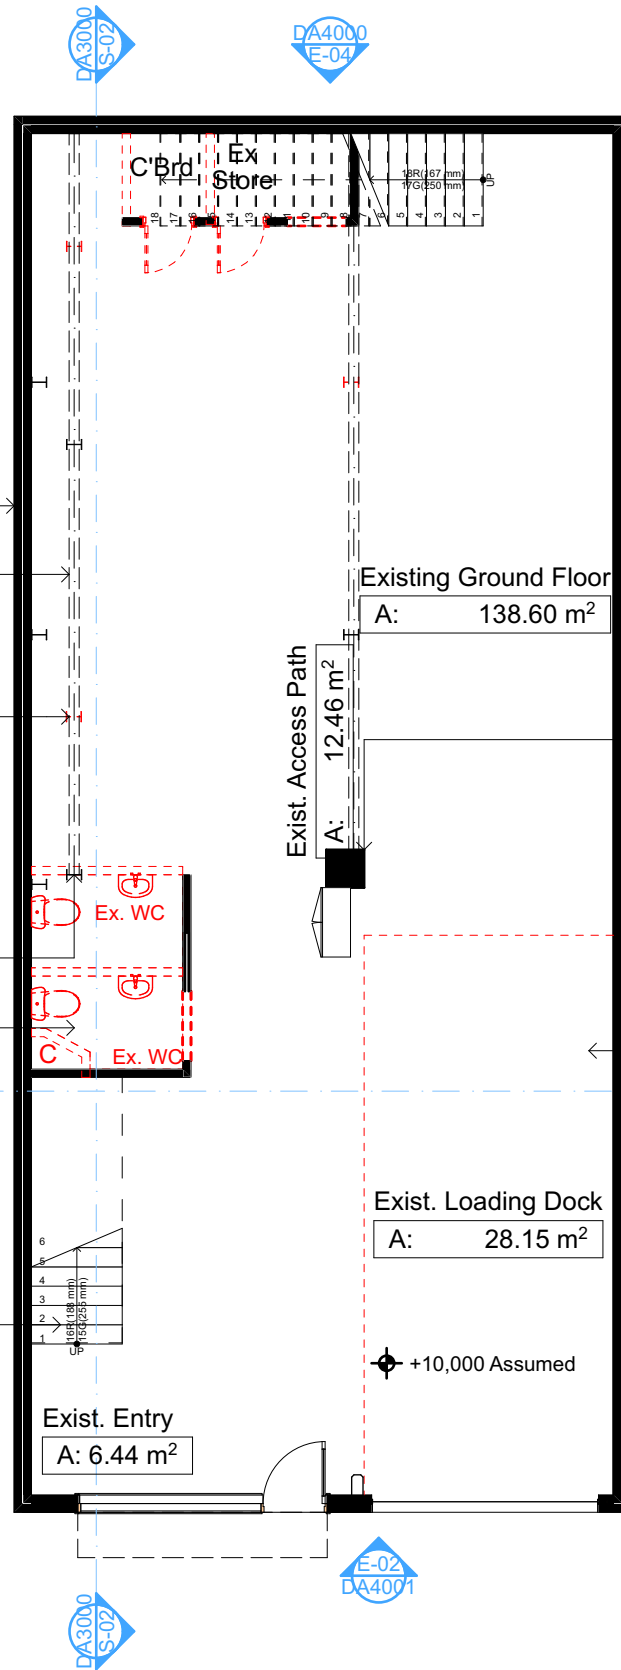 DA3000
S-02
DA4000
E-04
C'Brd
Ex
Store
18R(167 mm)
17G(250 mm)
UP
18
17
16
15
14
13
12
11
10
9
8
7
6
5
4
3
2
1
Existing Ground Floor
A: 138.60 m²
Exist. Access Path
A: 12.46 m²
Ex. WC
C
Ex. WC
Exist. Loading Dock
A: 28.15 m²
6
5
4
3
2
1
16R(188 mm)
15G(255 mm)
UP
+10,000 Assumed
Exist. Entry
A: 6.44 m²
E-02
DA4001
DA3000
S-02